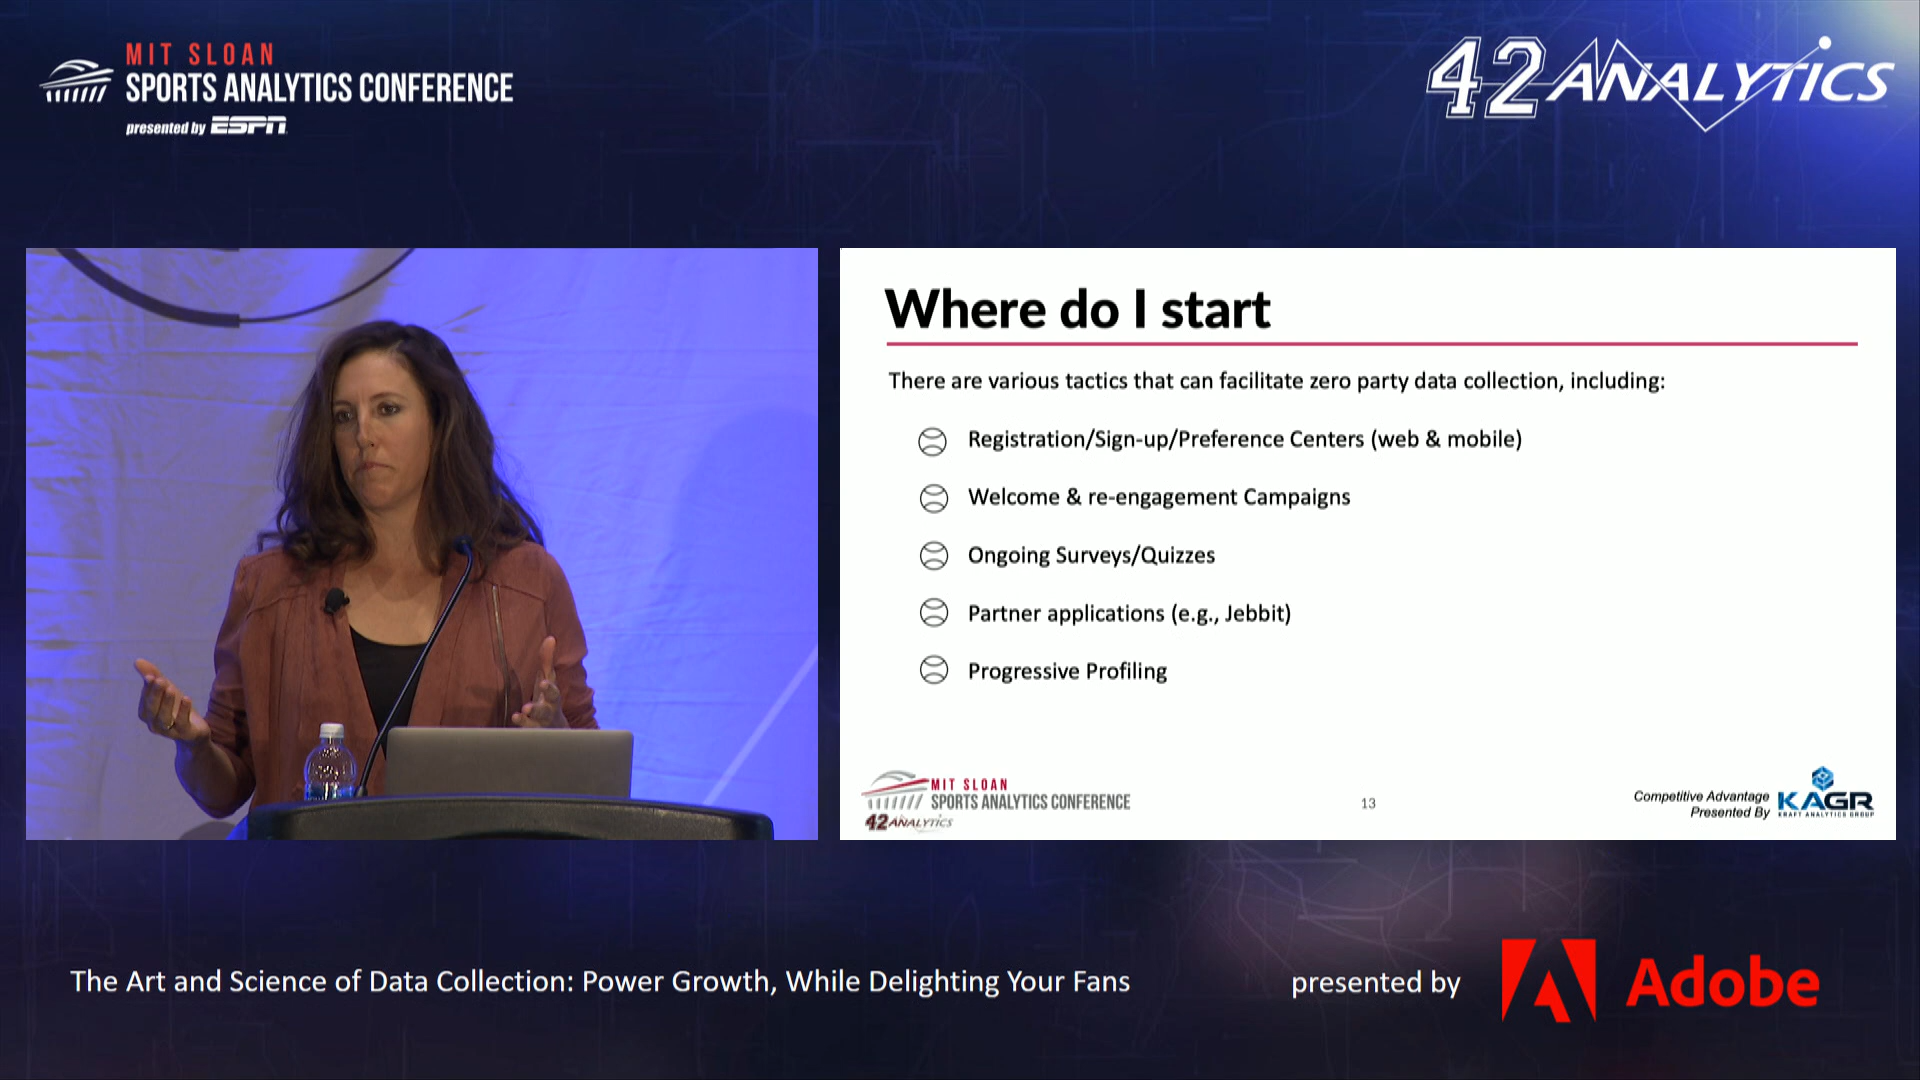 MIT SLOAN
SPORTS ANALYTICS CONFERENCE
presented by ESPN
42 ANALYTICS
Where do I start
There are various tactics that can facilitate zero party data collection, including:
Registration/Sign-up/Preference Centers (web & mobile)
Welcome & re-engagement Campaigns
Ongoing Surveys/Quizzes
Partner applications (e.g., Jebbit)
Progressive Profiling
MIT SLOAN
SPORTS ANALYTICS CONFERENCE
42 ANALYTICS
13
Competitive Advantage
Presented By
KAGR
KRAFT ANALYTICS GROUP
The Art and Science of Data Collection: Power Growth, While Delighting Your Fans
presented by
Adobe